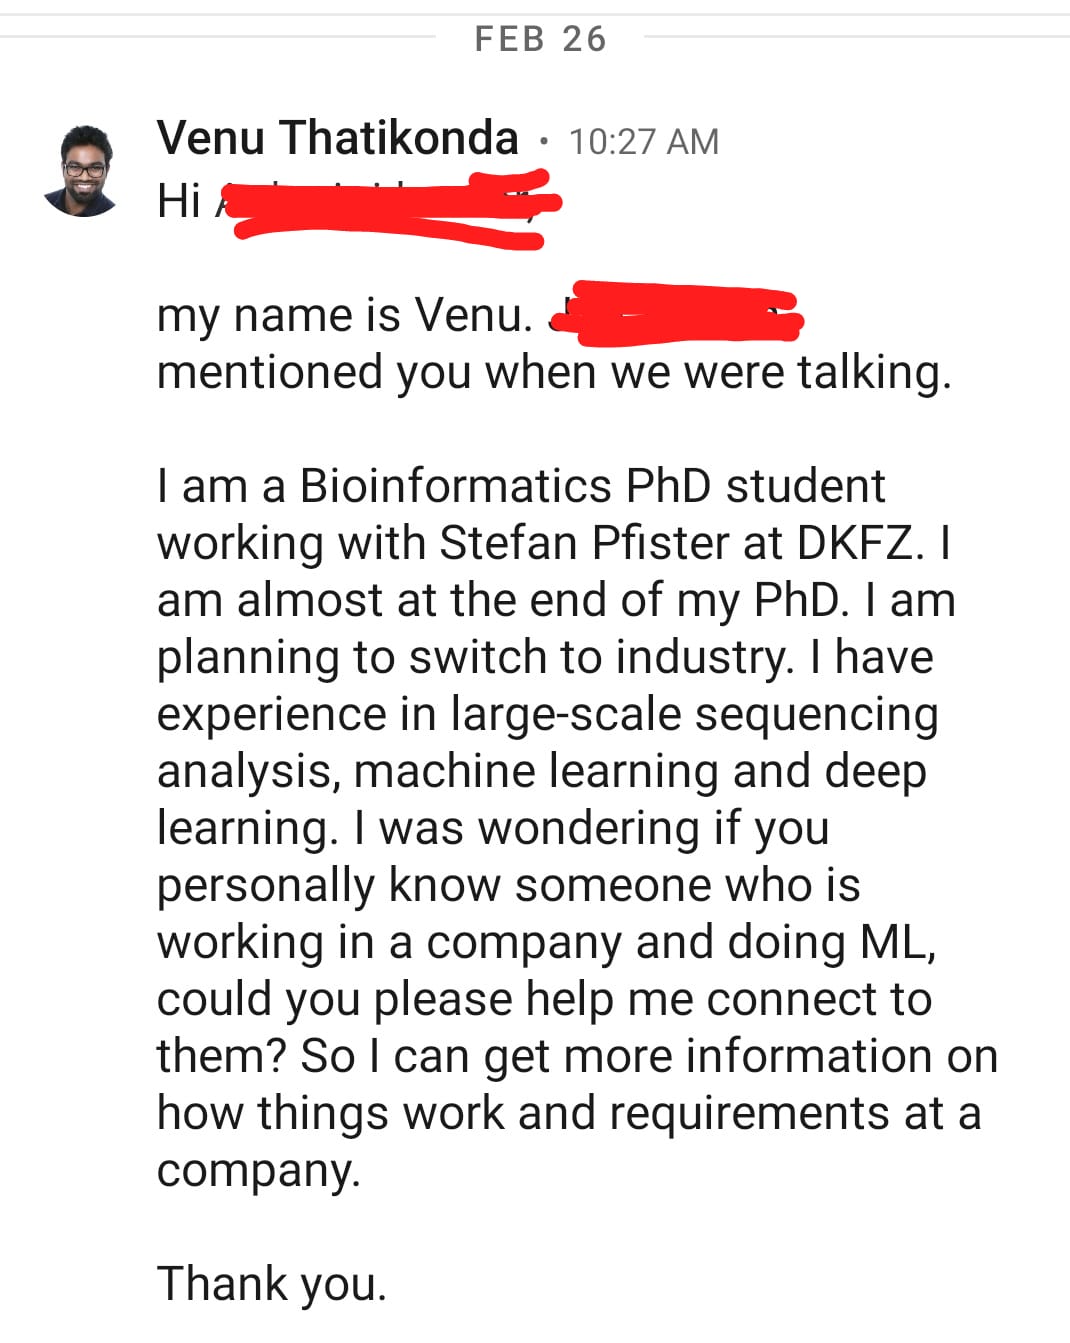 FEB 26
Venu Thatikonda · 10:27 AM
Hi
my name is Venu.
mentioned you when we were talking.
I am a Bioinformatics PhD student
working with Stefan Pfister at DKFZ. I
am almost at the end of my PhD. I am
planning to switch to industry. I have
experience in large-scale sequencing
analysis, machine learning and deep
learning. I was wondering if you
personally know someone who is
working in a company and doing ML,
could you please help me connect to
them? So I can get more information on
how things work and requirements at a
company.
Thank you.